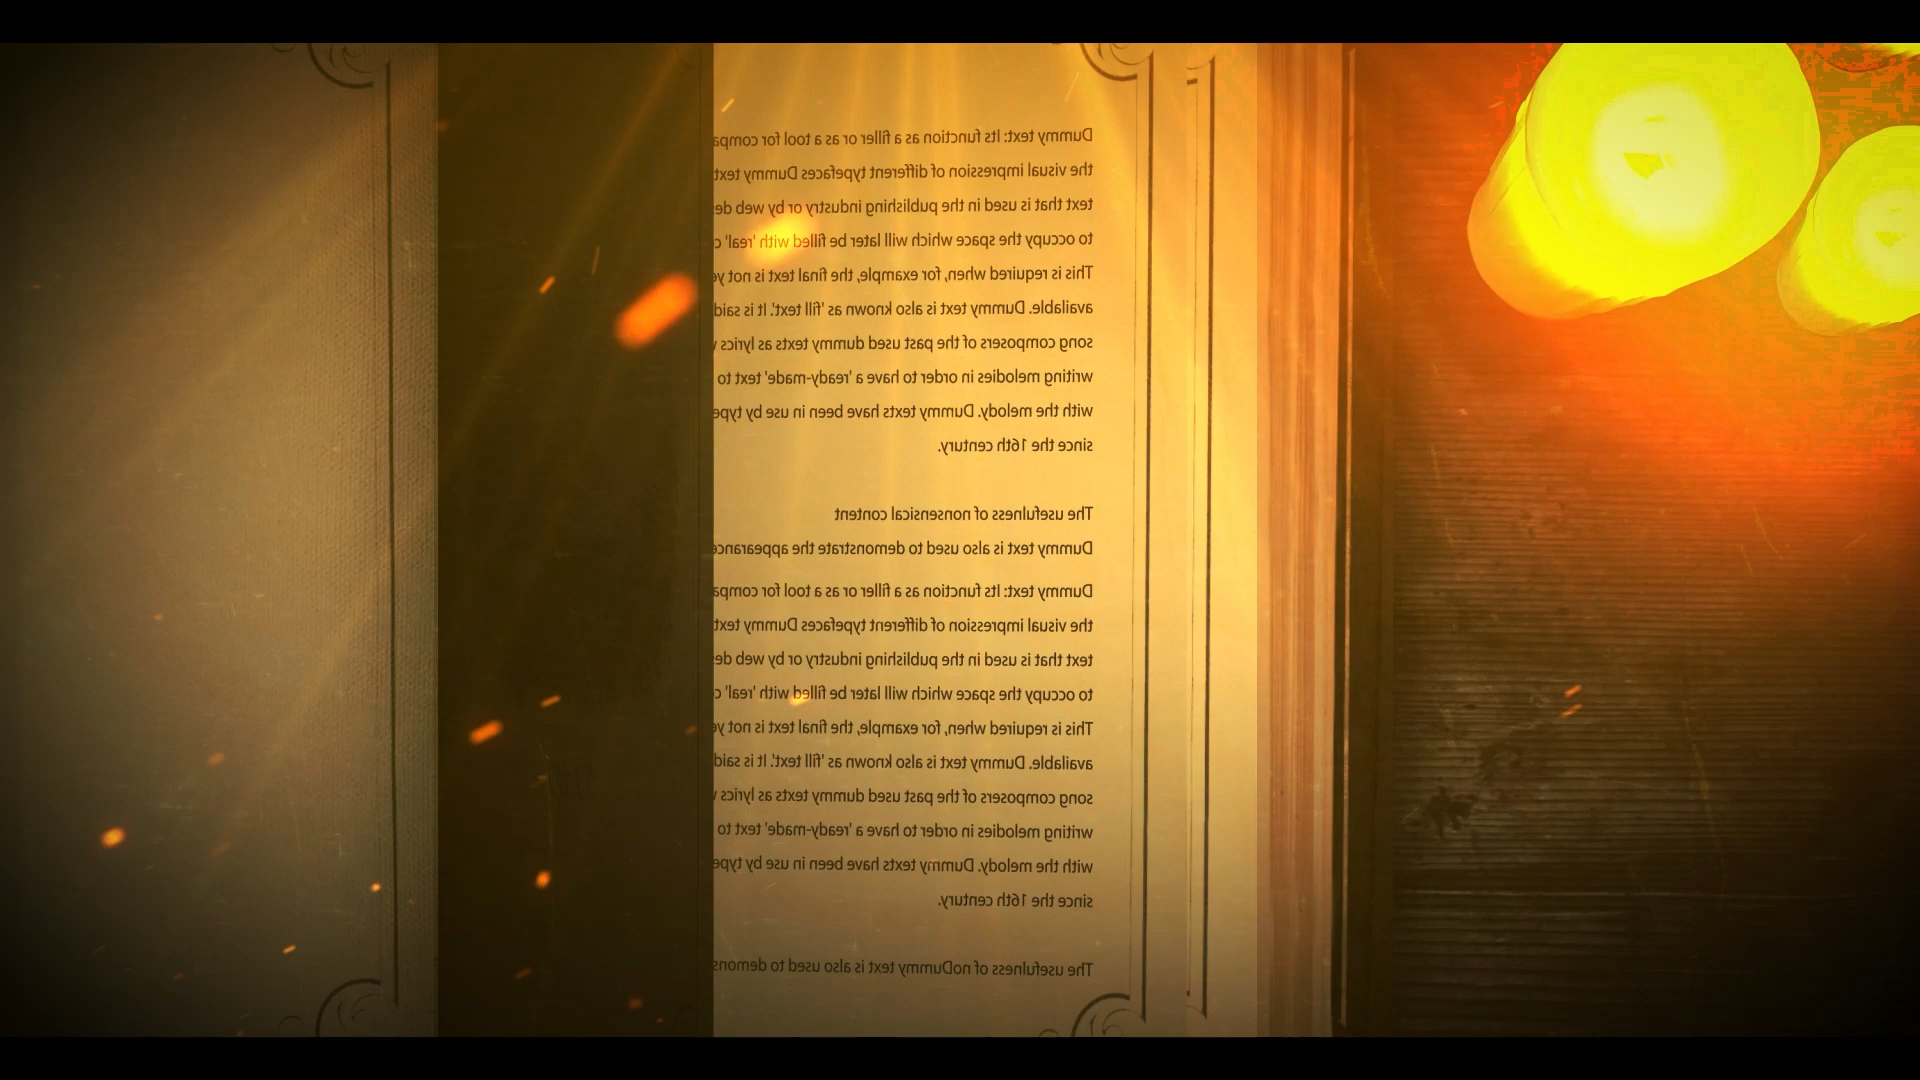 Dummy text: Its function as a filler or as a tool for
the visual impression of different typefaces Dummy text
text that is used in the publishing industry or by web
to occupy the space which will later be filled with 'real'
This is required when, for example, the final text is not
available. Dummy text is also known as 'fill text'. It is said
song composers of the past used dummy texts as lyrics
writing melodies in order to have a 'ready-made' text to
with the melody. Dummy texts have been in use by
since the 16th century.
The usefulness of nonsensical content
Dummy text is also used to demonstrate the
Dummy text: Its function as a filler or as a tool for
the visual impression of different typefaces Dummy text
text that is used in the publishing industry or by web
to occupy the space which will later be filled with 'real'
This is required when, for example, the final text is not
available. Dummy text is also known as 'fill text'. It is said
song composers of the past used dummy texts as lyrics
writing melodies in order to have a 'ready-made' text to
with the melody. Dummy texts have been in use by
since the 16th century.
The usefulness of noDummy text is also used to